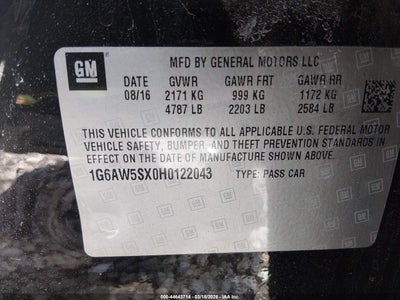 GM
MFD BY GENERAL MOTORS LLC
08/16 GVWR GAWR FRT GAWR RR
2171 KG 999 KG 1172 KG
4787 LB 2203 LB 2584 LB
THIS VEHICLE CONFORMS TO ALL APPLICABLE U.S. FEDERAL MOTOR
VEHICLE SAFETY, BUMPER, AND THEFT PREVENTION STANDARDS IN
EFFECT ON THE DATE OF MANUFACTURE SHOWN ABOVE.
1G6AW5SX0H0122043 TYPE: PASS CAR
000-44643714 - 03/18/2026 - IAAI.COM